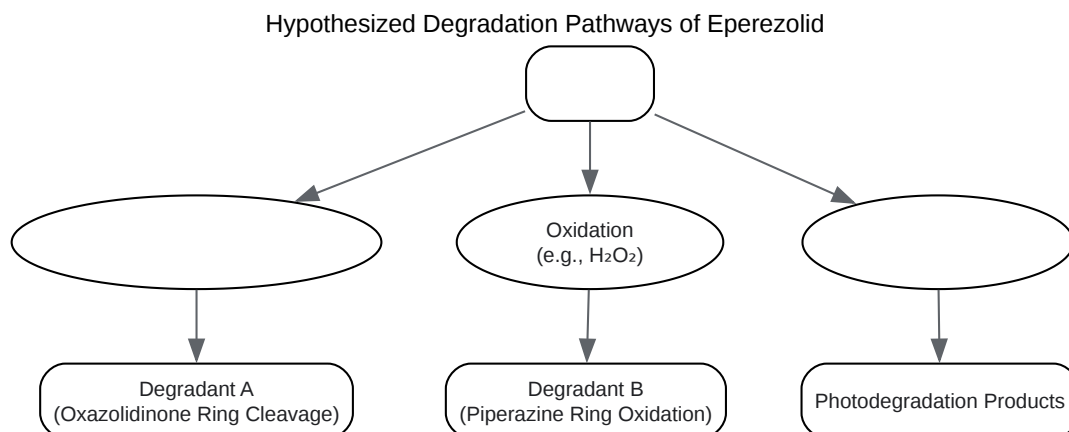 Hypothesized Degradation Pathways of Eperezolid
Oxidation
(e.g., H₂O₂)
Degradant A
(Oxazolidinone Ring Cleavage)
Degradant B
(Piperazine Ring Oxidation)
Photodegradation Products